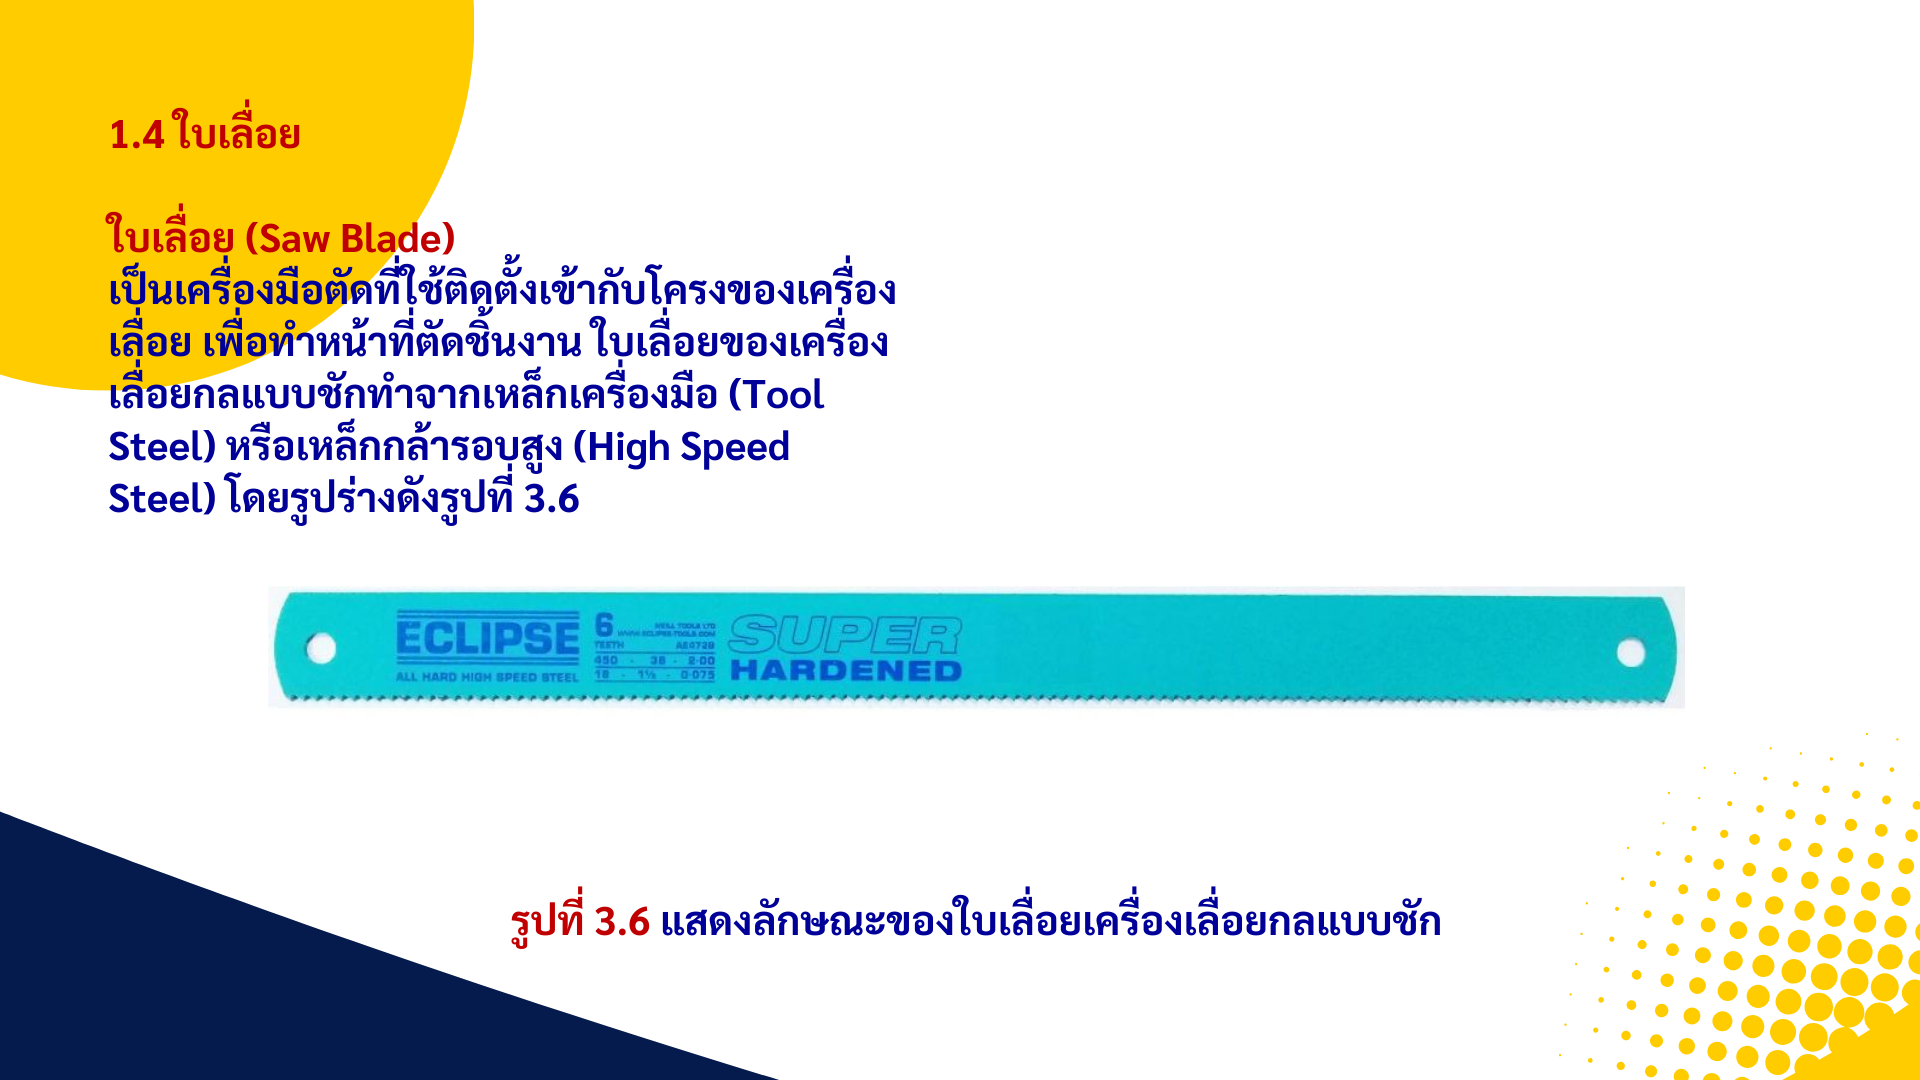 1.4 ใบเลื่อย
ใบเลื่อย (Saw Blade)
เป็นเครื่องมือตัดที่ใช้ติดตั้งเข้ากับโครงของเครื่อง
เลื่อย เพื่อทำหน้าที่ตัดชิ้นงาน ใบเลื่อยของเครื่อง
เลื่อยกลแบบชักทำจากเหล็กเครื่องมือ (Tool
Steel) หรือเหล็กกล้ารอบสูง (High Speed
Steel) โดยรูปร่างดังรูปที่ 3.6
ECLIPSE
ALL HARD HIGH SPEED STEEL
6
TEETH
NEILL TOOLS LTD
WWW.ECLIPSE-TOOLS.COM
AE472B
450 - 38 - 2·00
18 - 1½ - 0·075
SUPER
HARDENED
รูปที่ 3.6 แสดงลักษณะของใบเลื่อยเครื่องเลื่อยกลแบบชัก